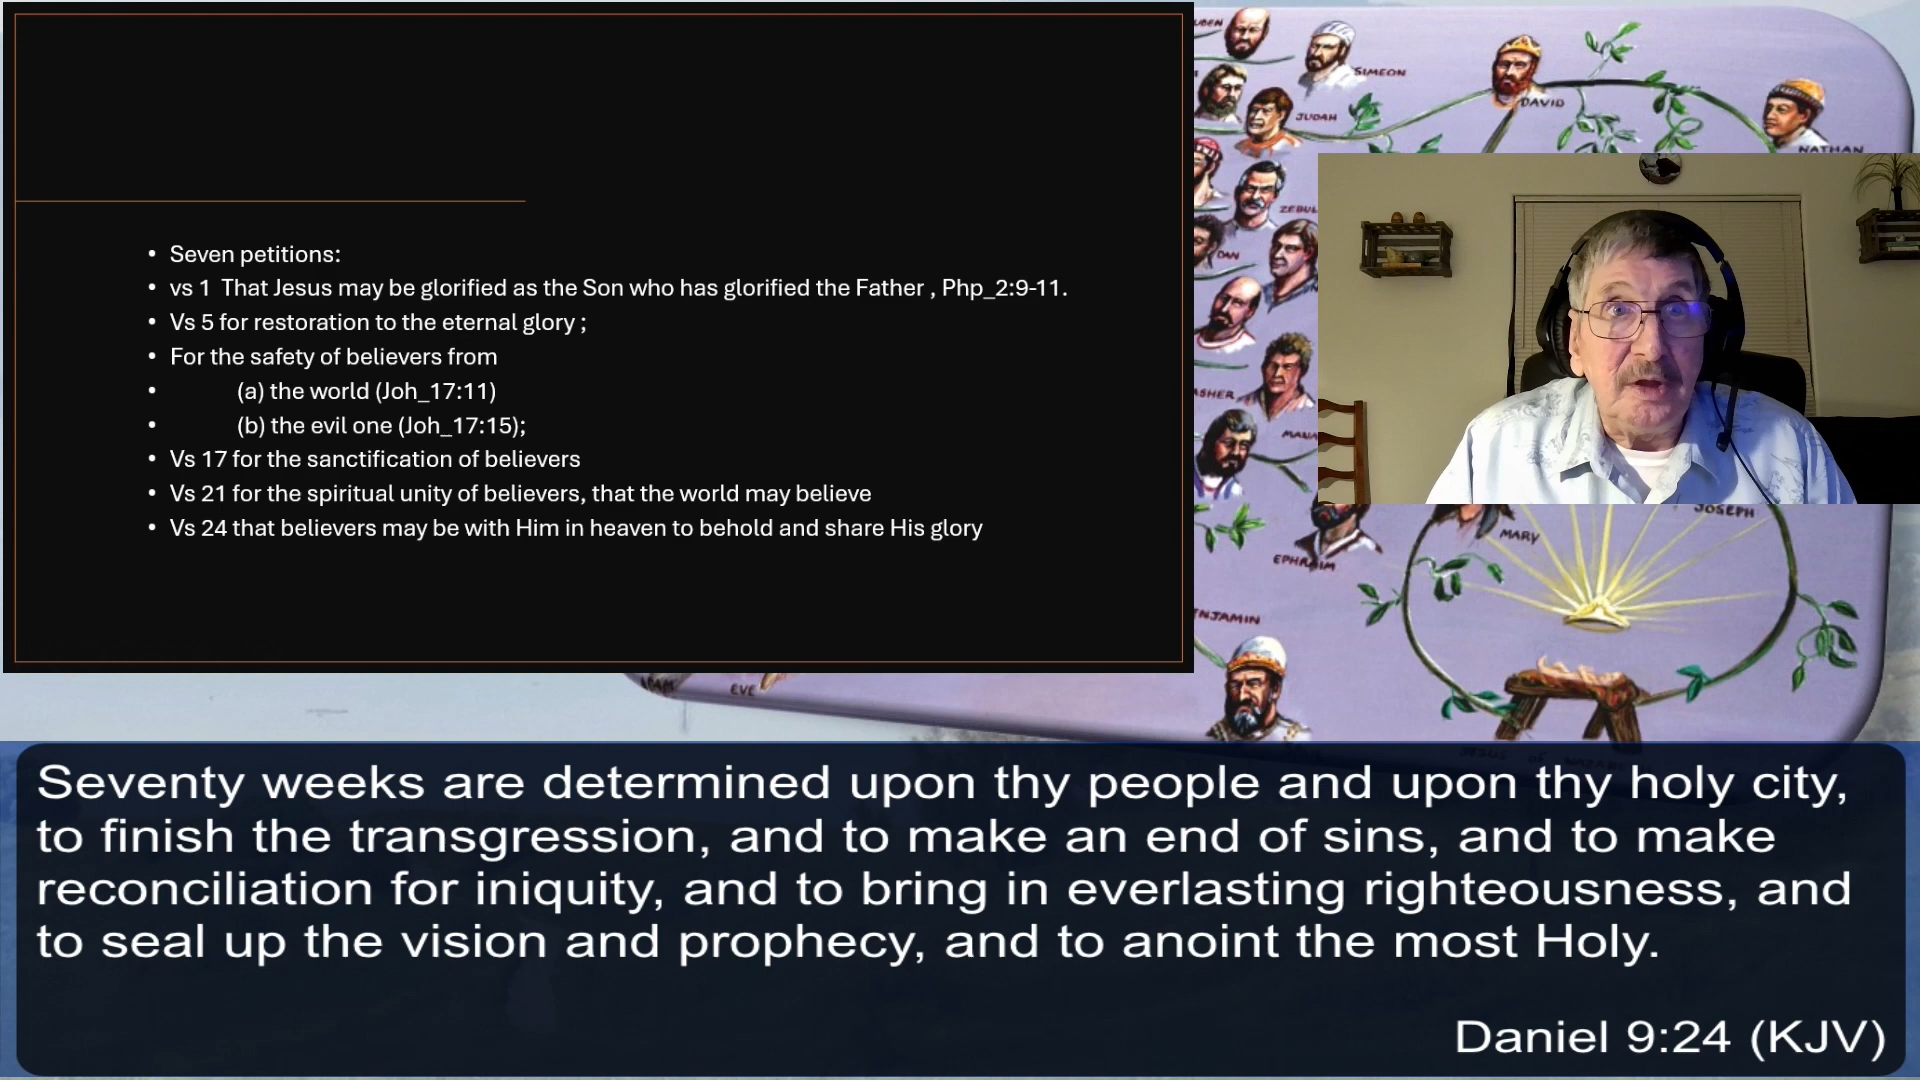 • Seven petitions:
• vs 1 That Jesus may be glorified as the Son who has glorified the Father , Php_2:9-11.
• Vs 5 for restoration to the eternal glory ;
• For the safety of believers from
• (a) the world (Joh_17:11)
• (b) the evil one (Joh_17:15);
• Vs 17 for the sanctification of believers
• Vs 21 for the spiritual unity of believers, that the world may believe
• Vs 24 that believers may be with Him in heaven to behold and share His glory
SIMEON
DAVID
JUDAH
NATHAN
DAN
MARY
JOSEPH
EPHRAIM
EVE
Seventy weeks are determined upon thy people and upon thy holy city,
to finish the transgression, and to make an end of sins, and to make
reconciliation for iniquity, and to bring in everlasting righteousness, and
to seal up the vision and prophecy, and to anoint the most Holy.
Daniel 9:24 (KJV)